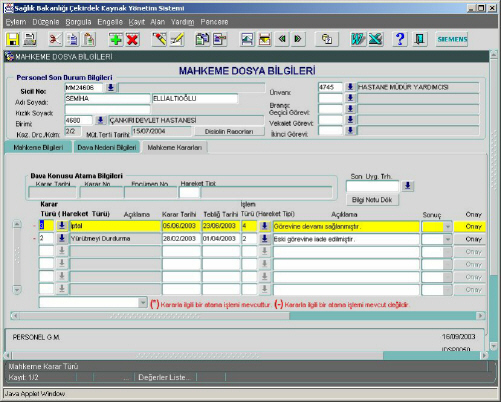 Sağlık Bakanlığı Çekirdek Kaynak Yönetim Sistemi
Eylem Düzenle Sorgula Engelle Kayıt Alan Yardım Pencere
SIEMENS
MAHKEME DOSYA BİLGİLERİ
MAHKEME DOSYA BİLGİLERİ
Personel Son Durum Bilgileri
Sicil No: MM24606
Ünvanı: 4745 HASTANE MÜDÜR YARDIMCISI
Adı Soyadı: SEMİHA ELLİALTIOĞLU
Branşı:
Kızlık Soyadı:
Geçici Görevi:
Birimi: 4680 ÇANKIRI DEVLET HASTANESİ
Vekalet Görevi:
Kaz. Drc./Kdm. 2/2 Müt.Terfi Tarihi 15/07/2004 Disiplin Raporları
İkinci Görevi:
Mahkeme Bilgileri Dava Nedeni Bilgileri Mahkeme Kararları
Dava Konusu Atama Bilgileri
Karar Tarihi Karar No Encümen No Hareket Tipi
Son. Uyg. Trh.
Bilgi Notu Dök
Karar İşlem
Türü ( Hareket Türü) Açıklama Karar Tarihi Tebliğ Tarihi Türü (Hareket Tipi) Açıklama Sonuç Onay
- İptal 05/06/2003 23/06/2003 4 Görevine devamı sağlanmıştır. Onay
- 2 Yürütmeyi Durdurma 28/02/2003 01/04/2003 2 Eski görevine iade edilmiştir. Onay
Onay
Onay
Onay
(*) Kararla ilgili bir atama işlemi mevcuttur. (-) Kararla ilgili bir atama işlemi mevcut değildir.
PERSONEL G.M. 16/09/2003
Mahkeme Karar Türü
Kayıt: 1/2 ... Değerler Liste...
Java Applet Window